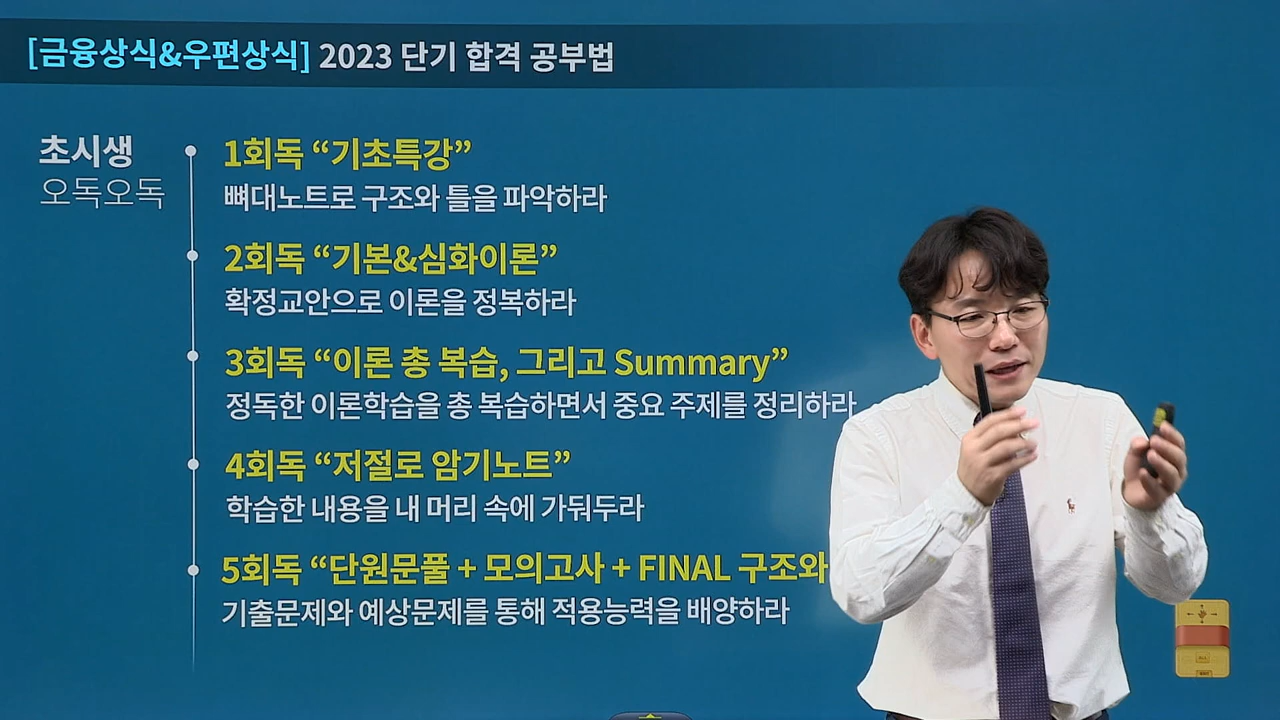 [금융상식&우편상식] 2023 단기 합격 공부법
초시생
오독오독
1회독 “기초특강”
뼈대노트로 구조와 틀을 파악하라
2회독 “기본&심화이론”
확정교안으로 이론을 정복하라
3회독 “이론 총 복습, 그리고 Summary”
정독한 이론학습을 총 복습하면서 중요 주제를 정리하라
4회독 “저절로 암기노트”
학습한 내용을 내 머리 속에 가둬두라
5회독 “단원문풀 + 모의고사 + FINAL 구조와
기출문제와 예상문제를 통해 적용능력을 배양하라